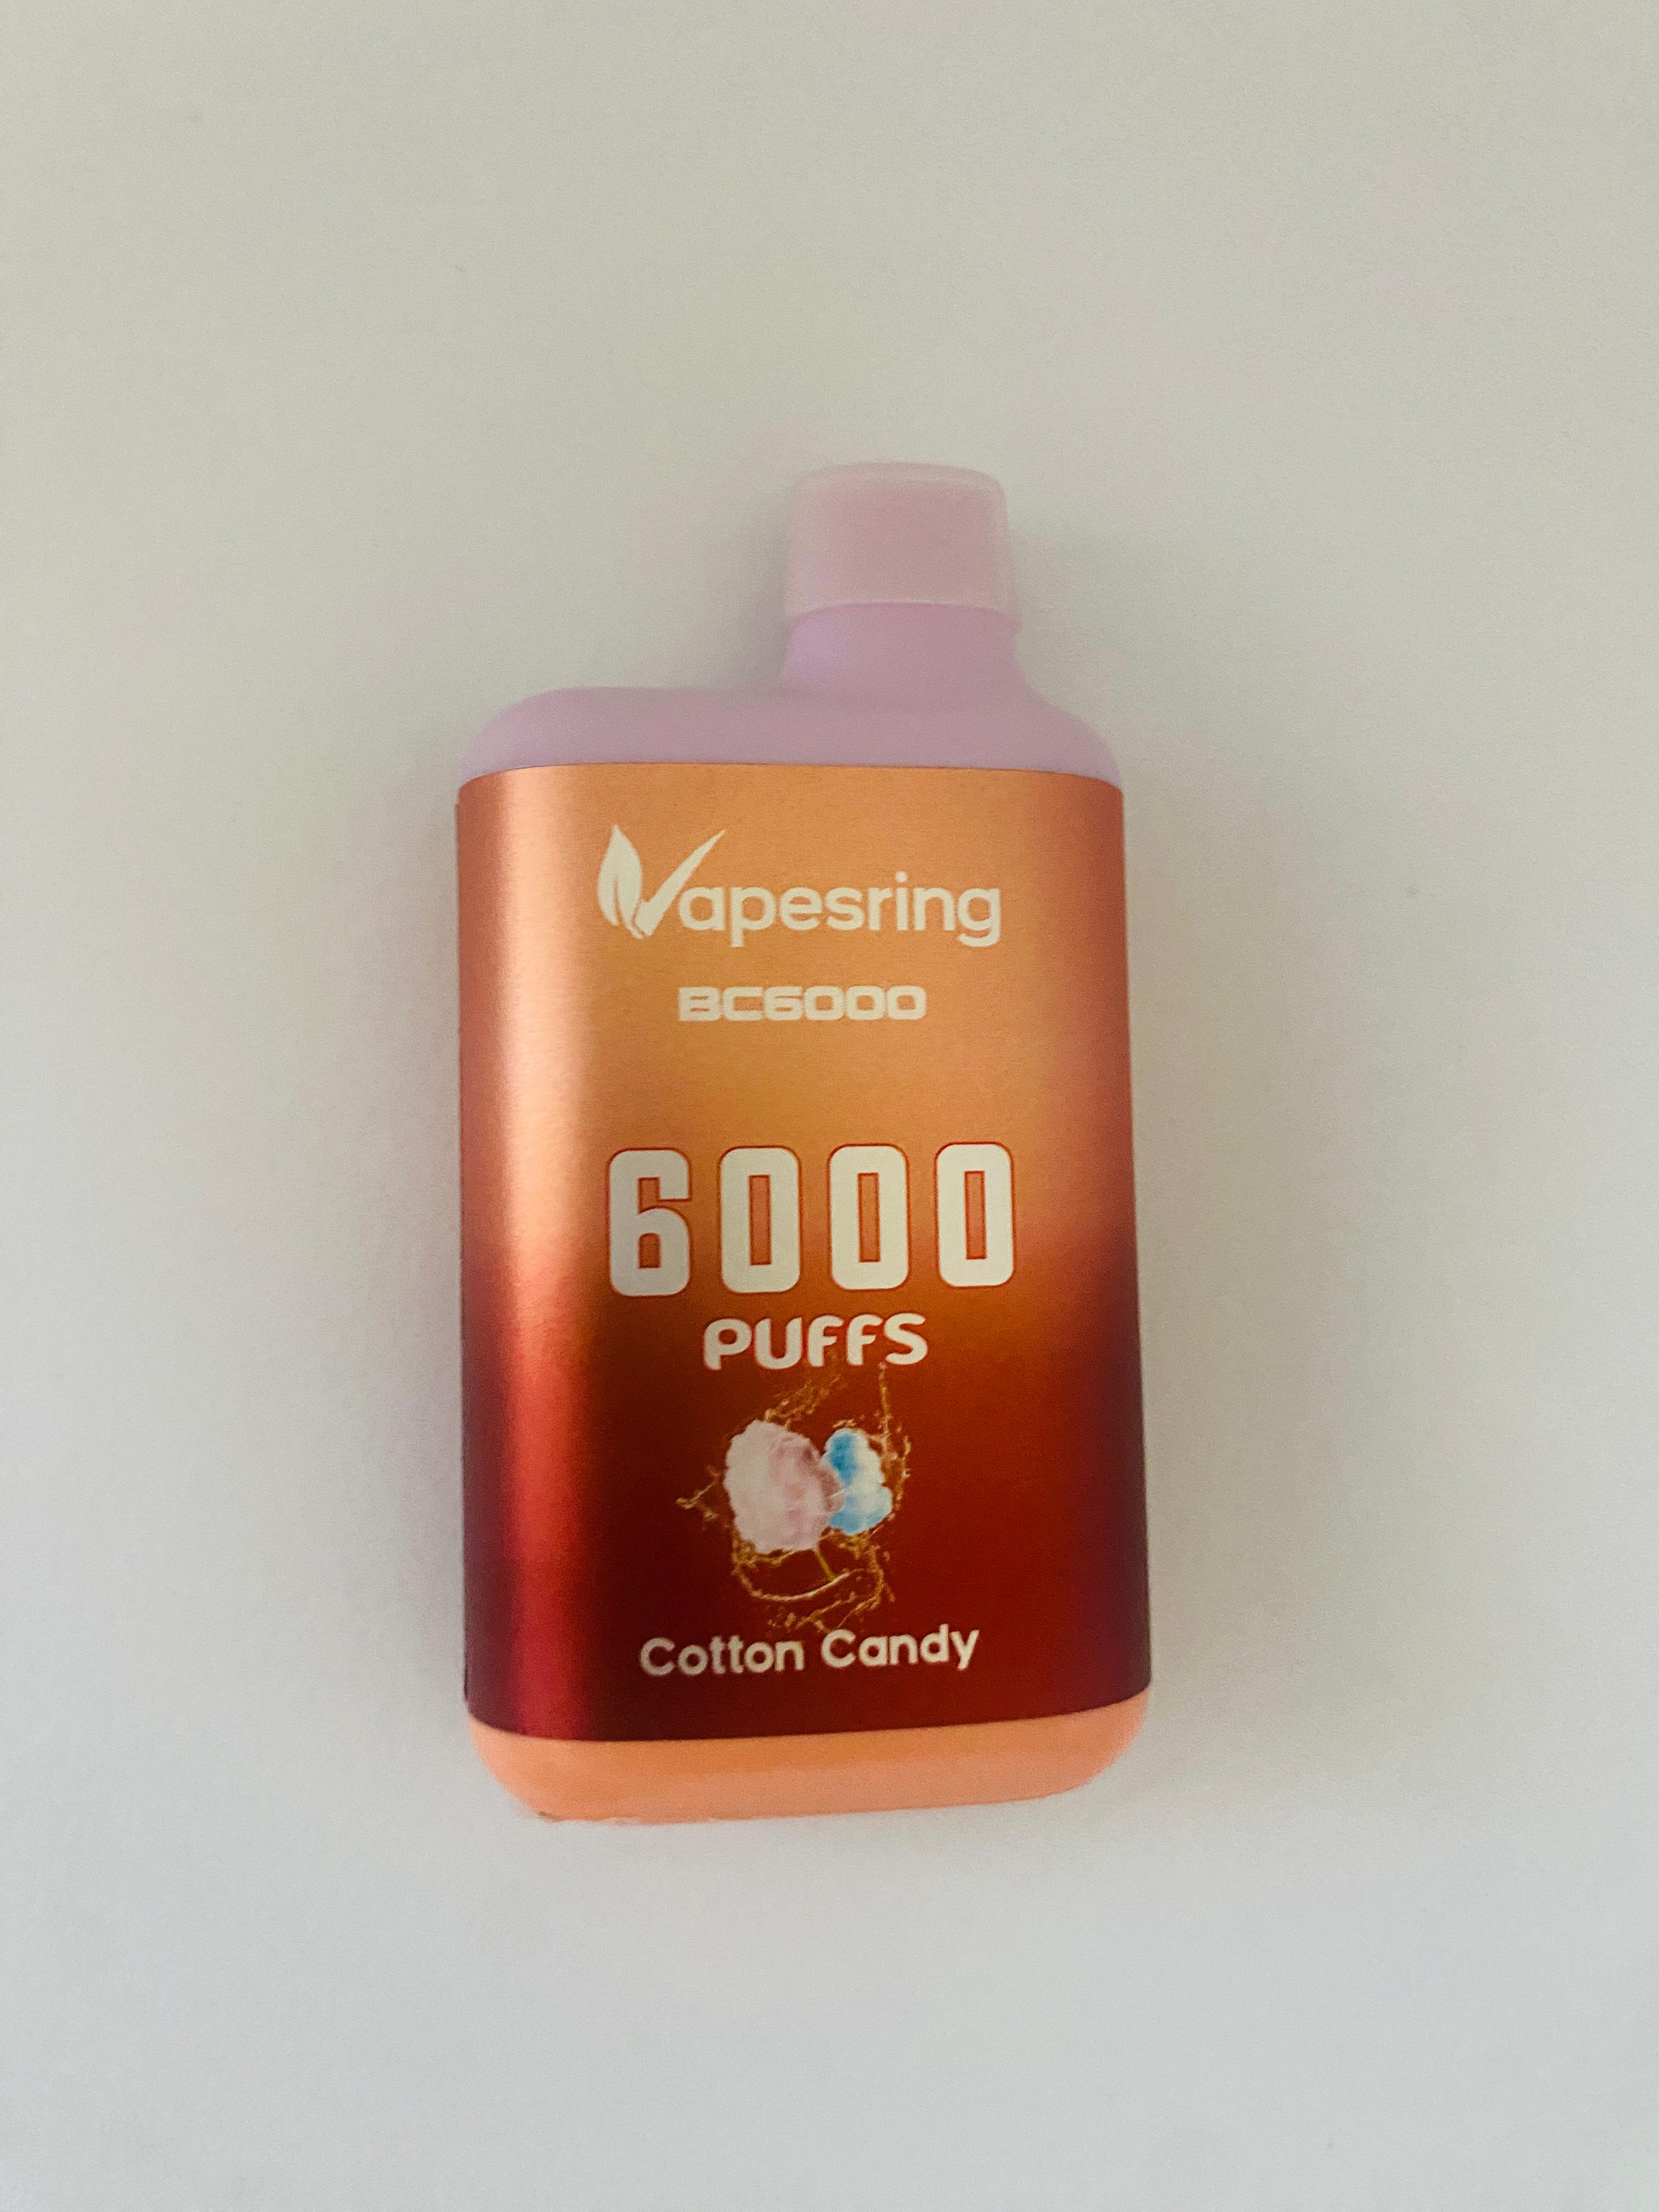 Vapesring
BC6000
6000
PUFFS
Cotton Candy